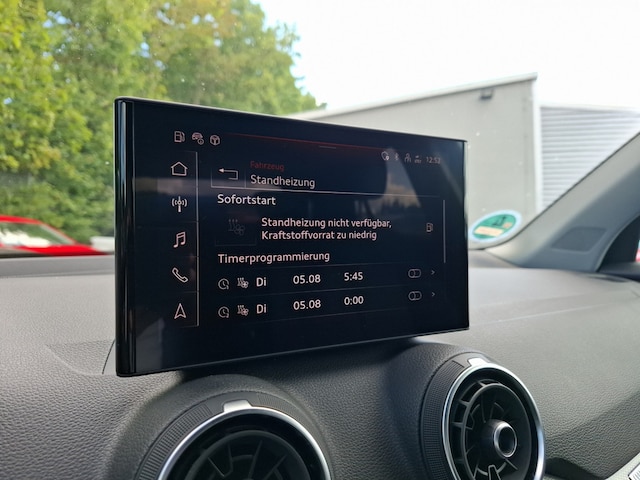 12:52
Fahrzeug
Standheizung
Sofortstart
Standheizung nicht verfügbar,
Kraftstoffvorrat zu niedrig
Timerprogrammierung
Di 05.08 5:45
Di 05.08 0:00